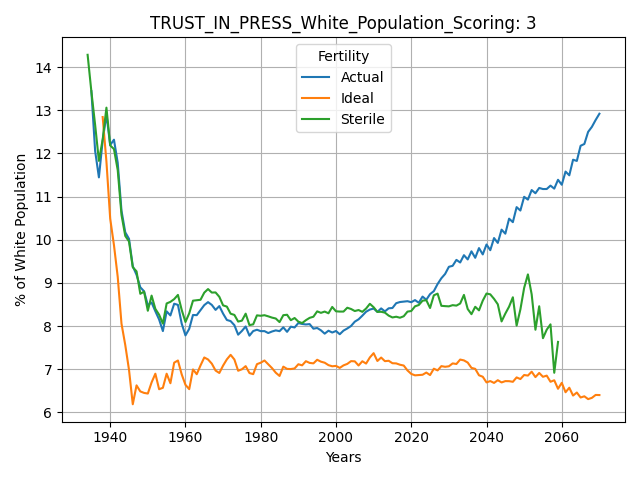 TRUST_IN_PRESS_White_Population_Scoring: 3
Fertility
Actual
Ideal
Sterile
% of White Population
14
13
12
11
10
9
8
7
6
1940
1960
1980
2000
2020
2040
2060
Years